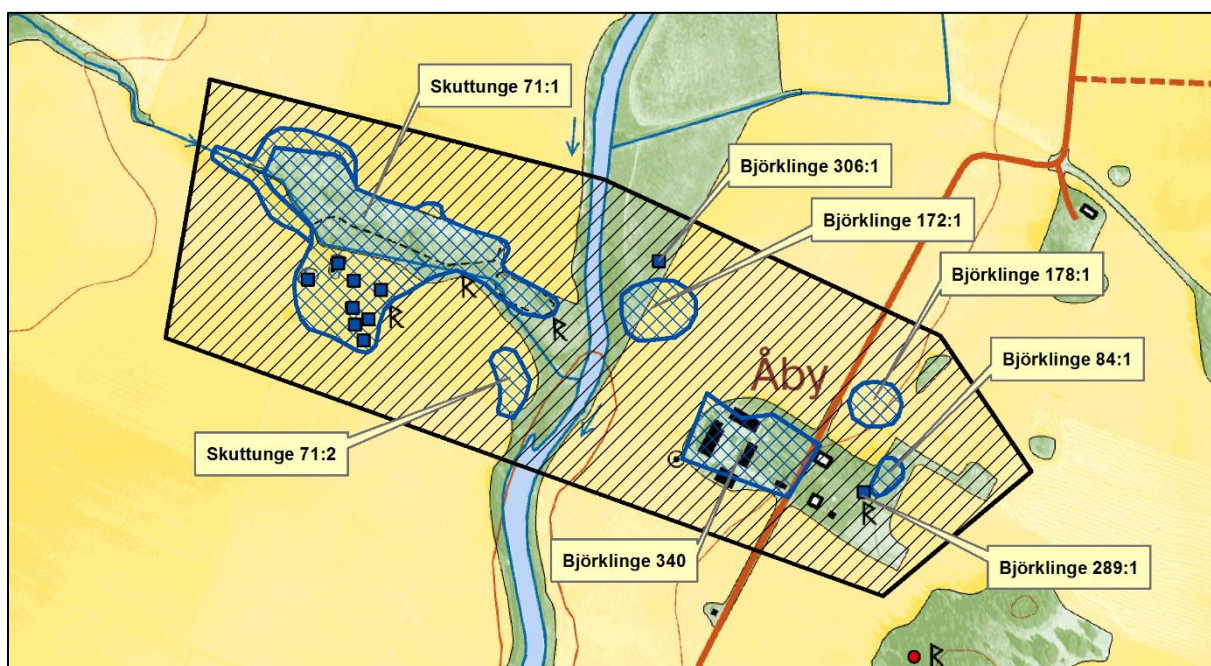 Skuttunge 71:1
Björklinge 306:1
Björklinge 172:1
Björklinge 178:1
Åby
Björklinge 84:1
Skuttunge 71:2
Björklinge 340
Björklinge 289:1